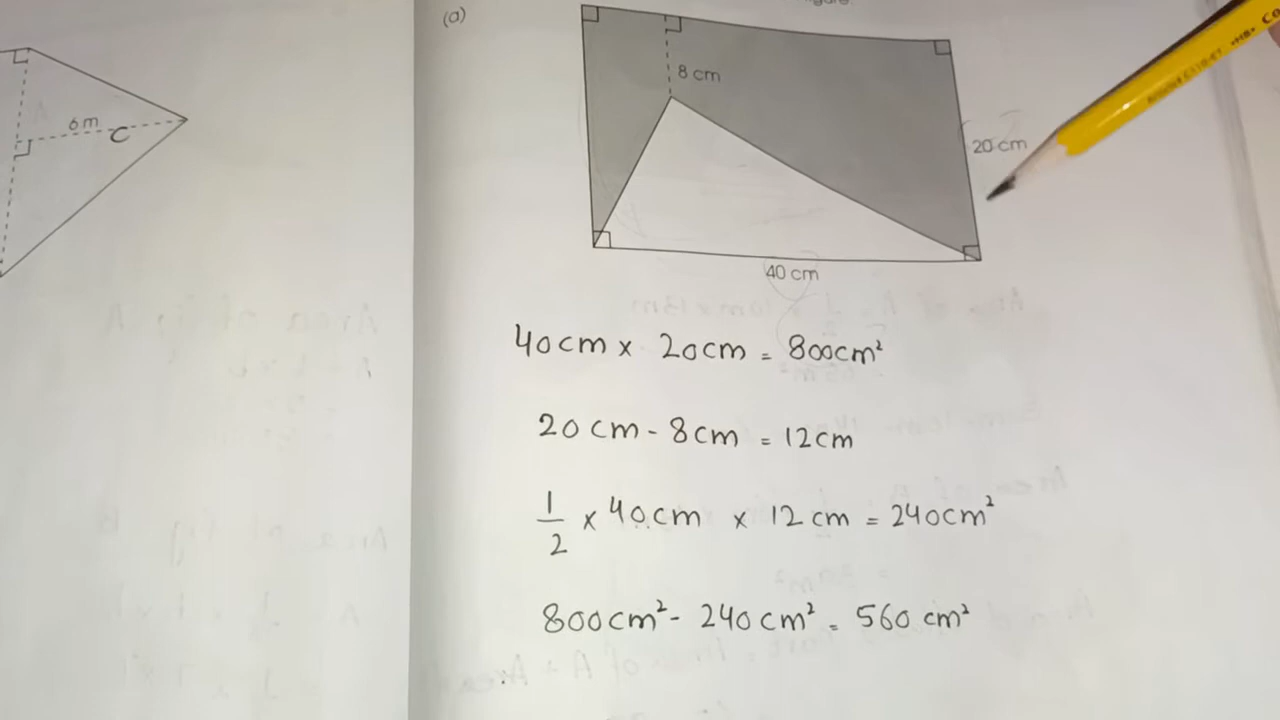 (a)
8 cm
6 m
C
20 cm
40 cm
40cm x 20cm = 800cm²
20cm - 8cm = 12cm
1/2 x 40cm x 12cm = 240cm²
800cm² - 240cm² = 560 cm²